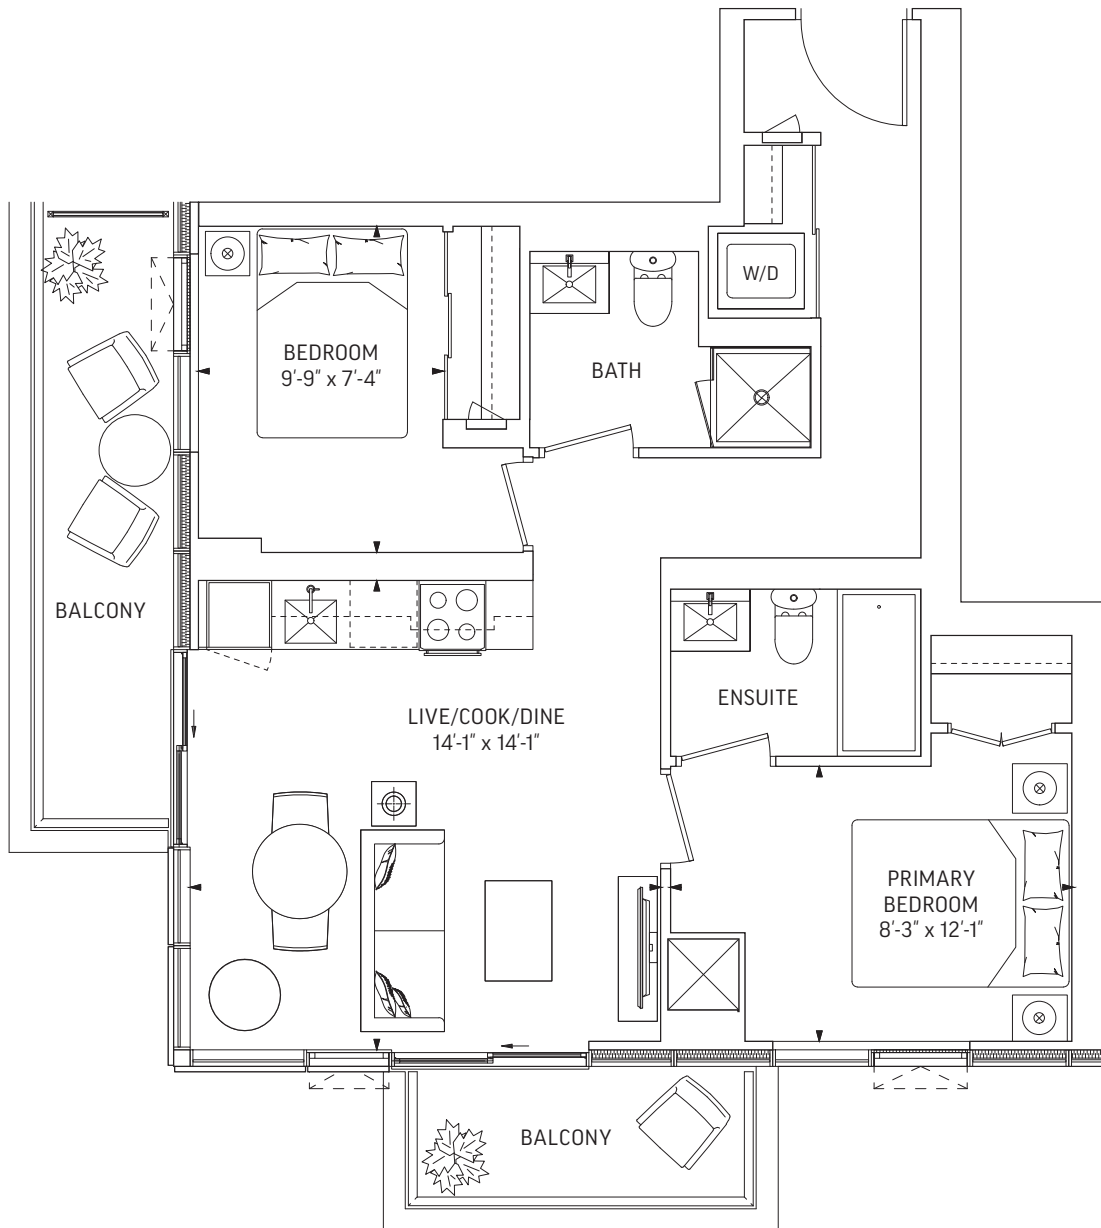 W/D
BEDROOM
9'-9" x 7'-4"
BATH
BALCONY
ENSUITE
LIVE/COOK/DINE
14'-1" x 14'-1"
PRIMARY
BEDROOM
8'-3" x 12'-1"
BALCONY